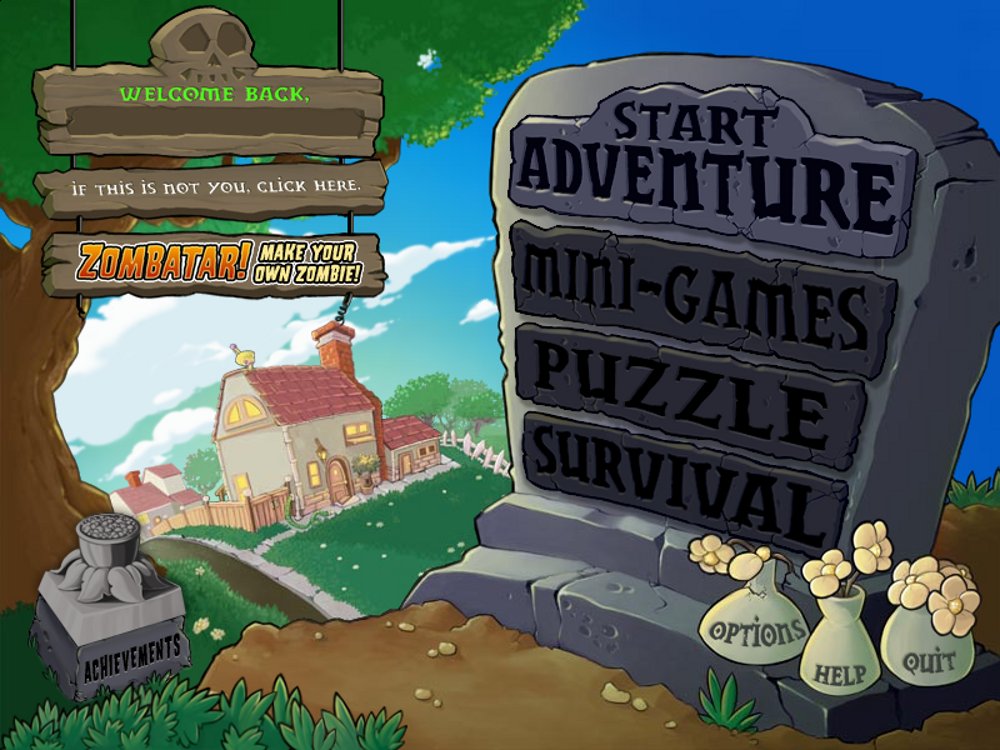 WELCOME BACK,
IF THIS IS NOT YOU, CLICK HERE.
ZOMBATAR! MAKE YOUR
OWN ZOMBIE!
START
ADVENTURE
MINI-GAMES
PUZZLE
SURVIVAL
ACHIEVEMENTS
OPTIONS
HELP
QUIT